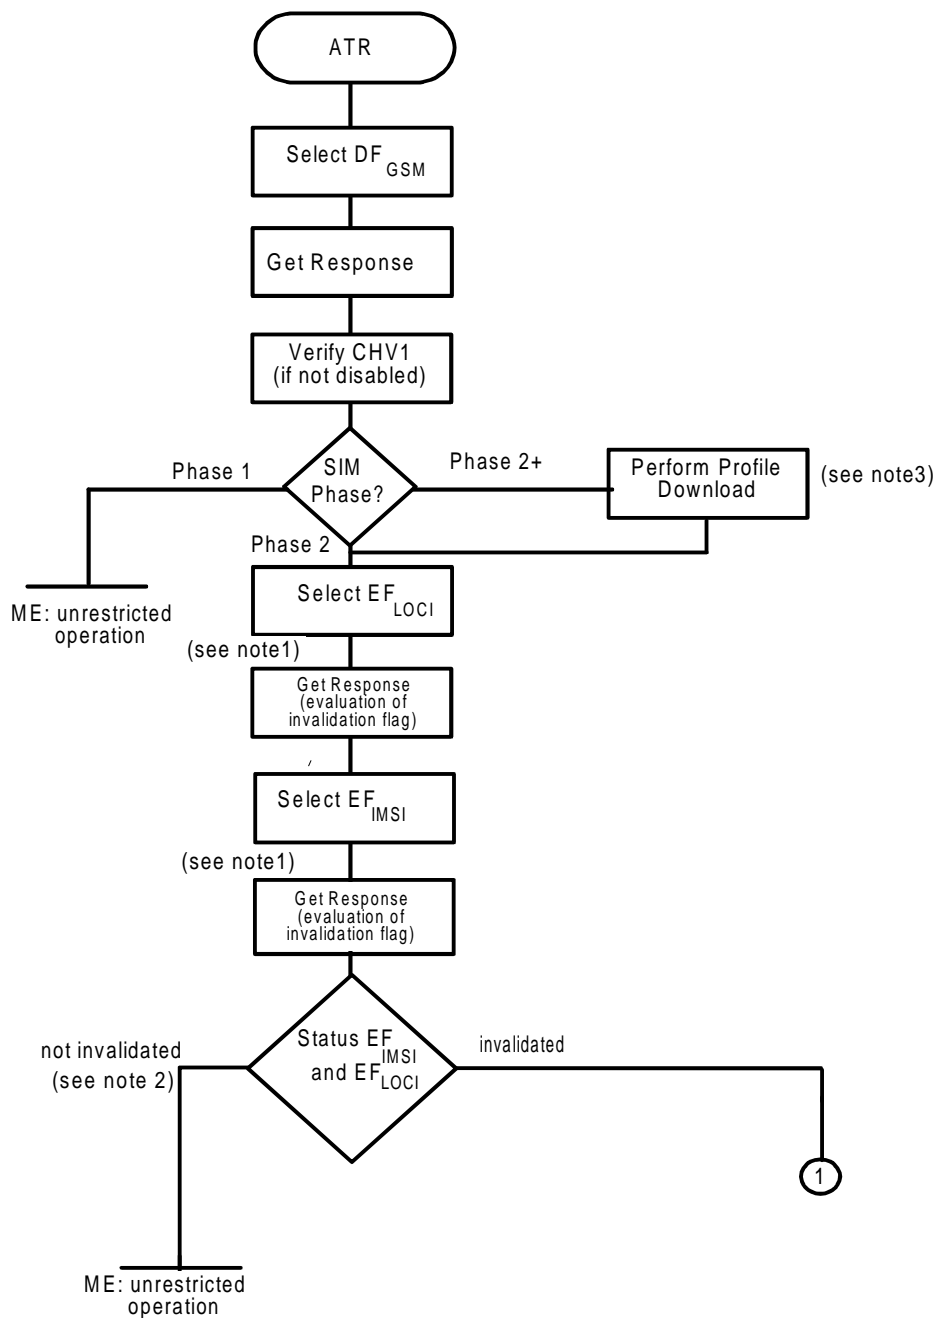 ATR
Select DF GSM
Get Response
Verify CHV1
(if not disabled)
Phase 1
SIM
Phase?
Phase 2+
Perform Profile
Download
(see note3)
Phase 2
Select EF LOCI
ME: unrestricted
operation
(see note1)
Get Response
(evaluation of
invalidation flag)
Select EF IMSI
(see note1)
Get Response
(evaluation of
invalidation flag)
not invalidated
(see note 2)
Status EF IMSI
and EF LOCI
invalidated
1
ME: unrestricted
operation